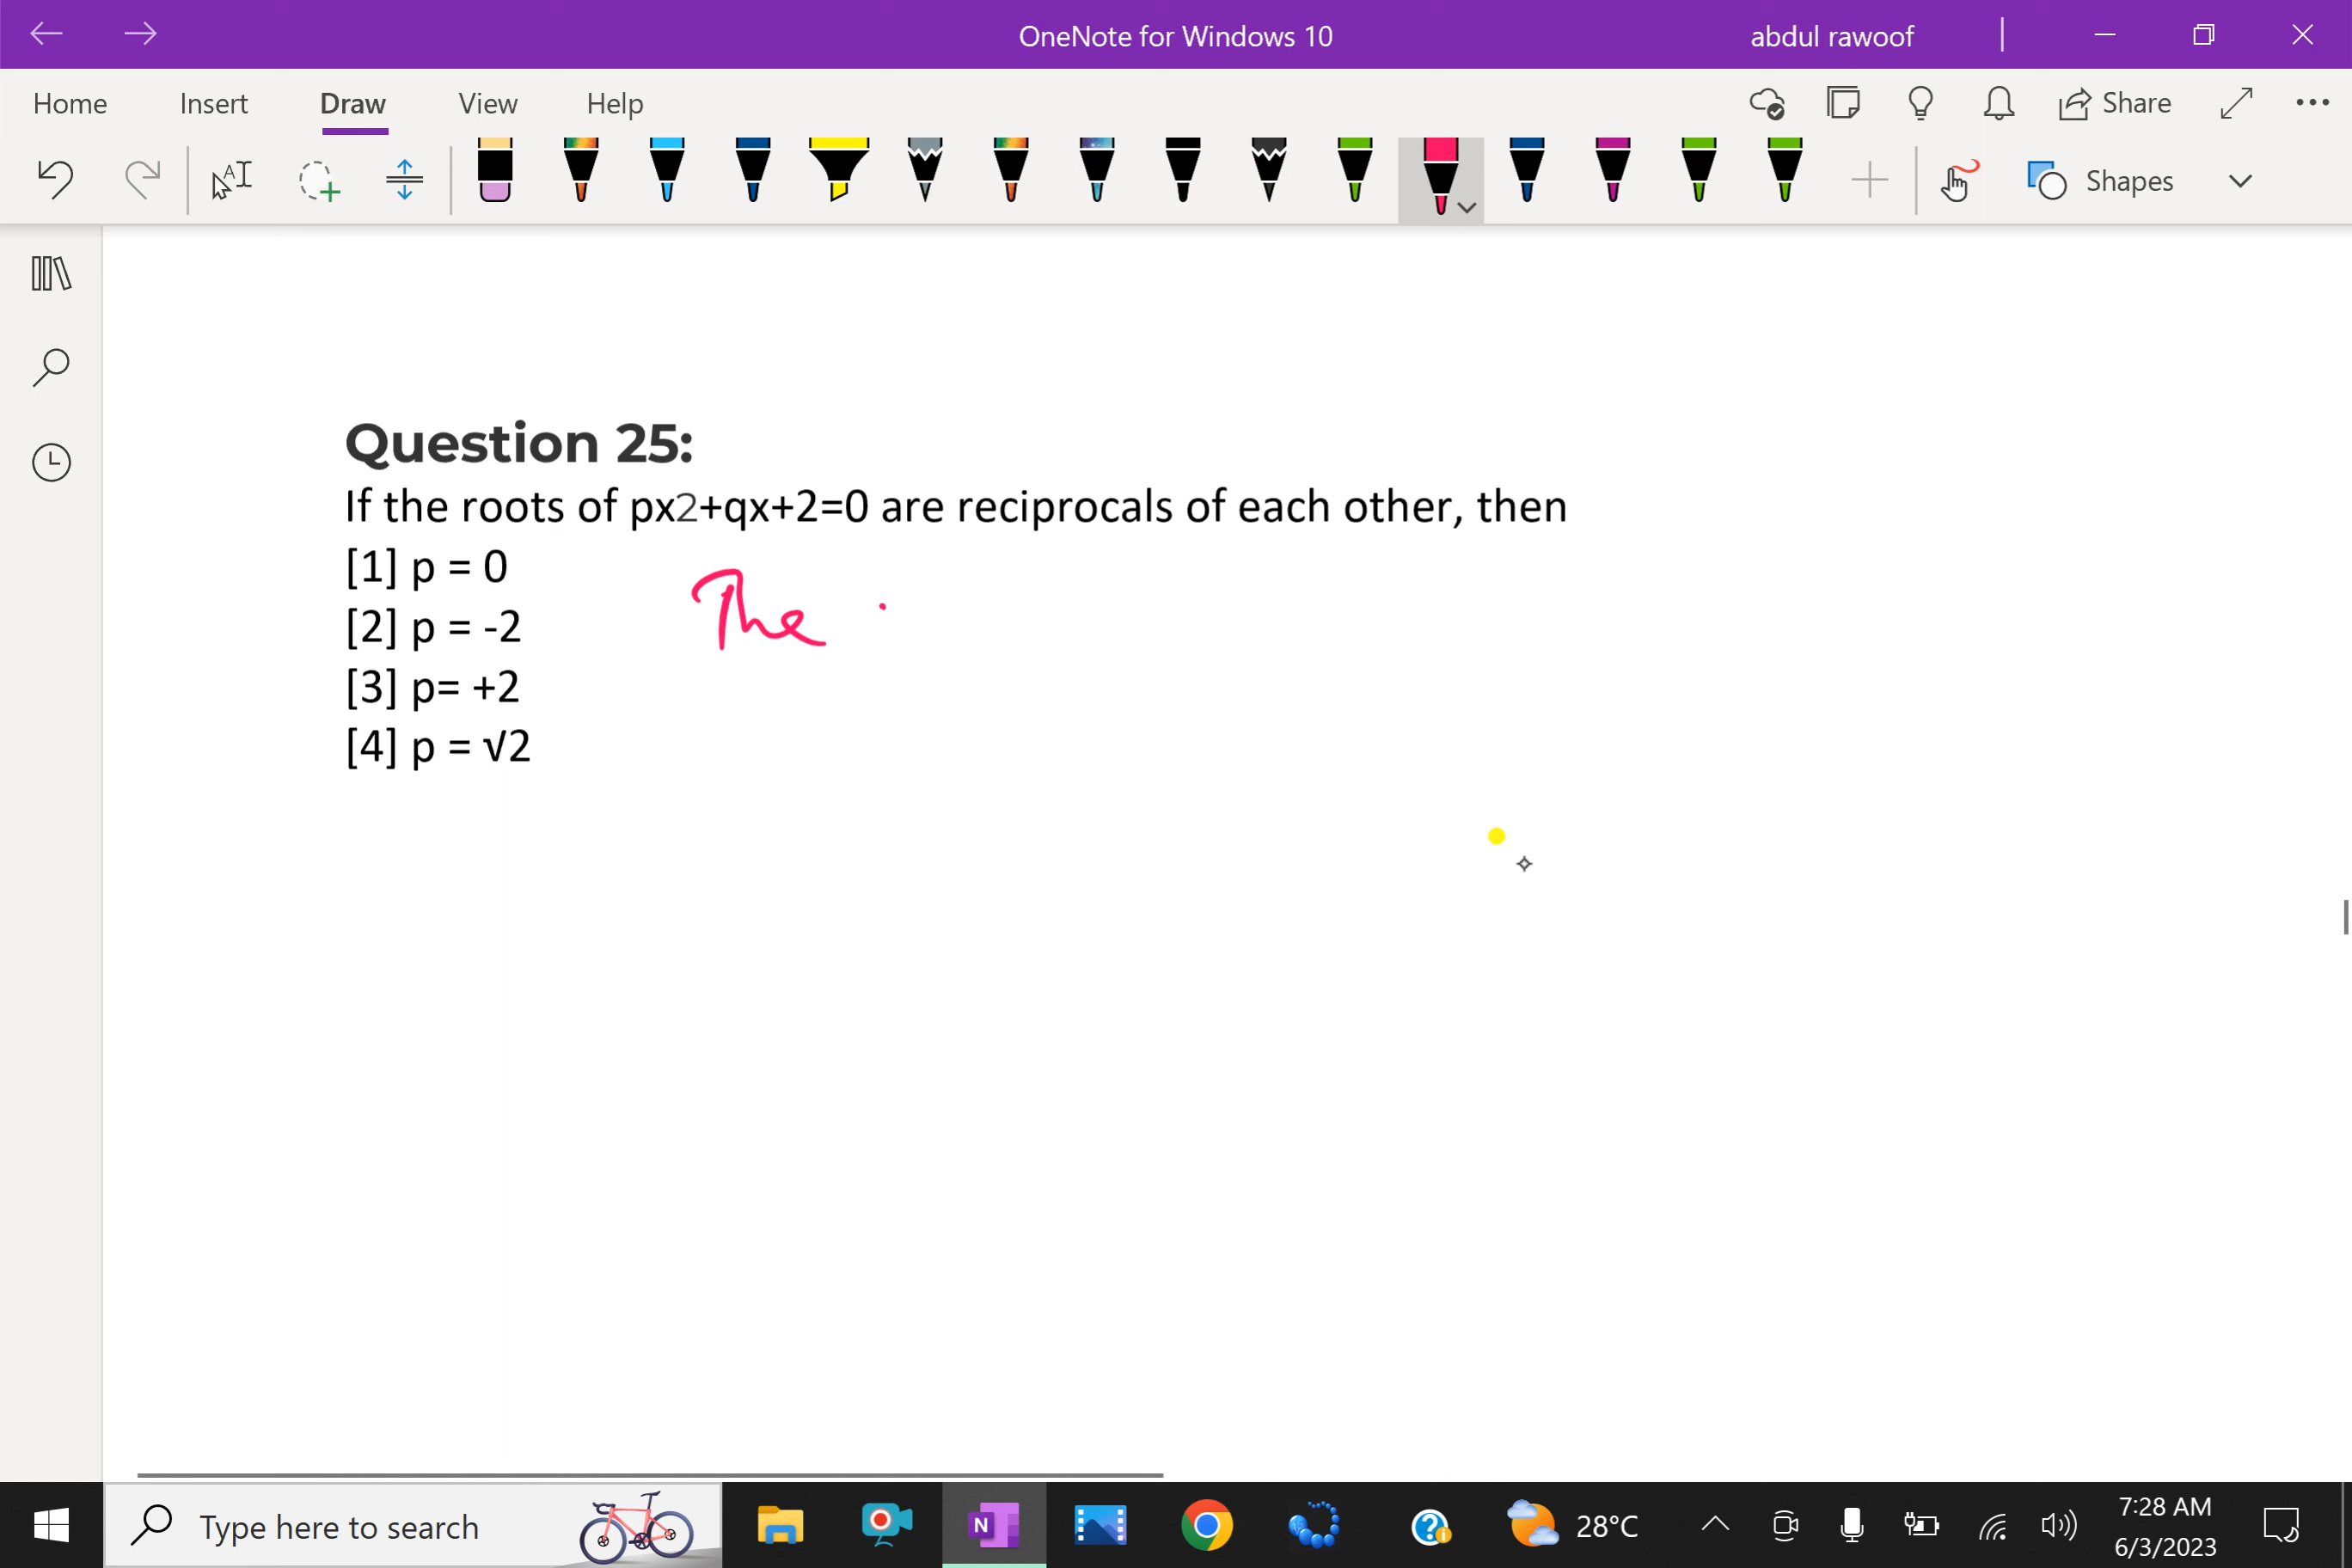 OneNote for Windows 10
abdul rawoof
Home Insert Draw View Help
Share
Shapes
Question 25:
If the roots of px2+qx+2=0 are reciprocals of each other, then
[1] p = 0
[2] p = -2
[3] p= +2
[4] p = √2
The
Type here to search
28°C
7:28 AM
6/3/2023